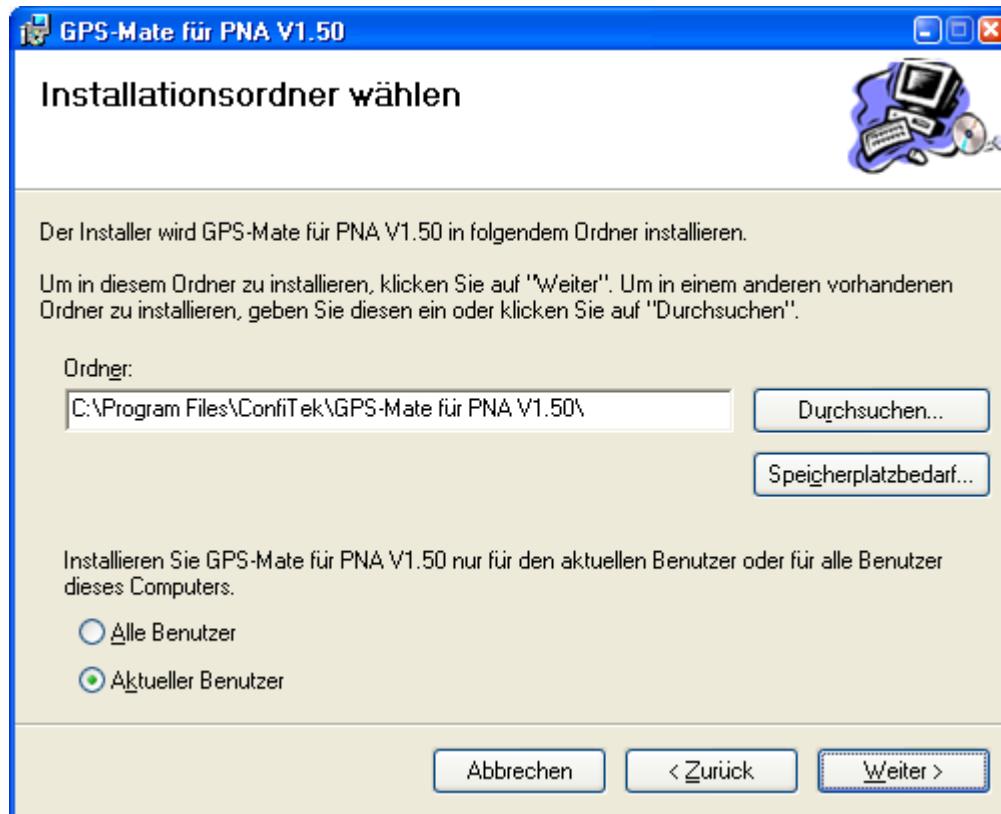 GPS-Mate für PNA V1.50
Installationsordner wählen
Der Installer wird GPS-Mate für PNA V1.50 in folgendem Ordner installieren.
Um in diesem Ordner zu installieren, klicken Sie auf "Weiter". Um in einem anderen vorhandenen
Ordner zu installieren, geben Sie diesen ein oder klicken Sie auf "Durchsuchen".
Ordner:
C:\Program Files\ConfiTek\GPS-Mate für PNA V1.50\
Durchsuchen...
Speicherplatzbedarf...
Installieren Sie GPS-Mate für PNA V1.50 nur für den aktuellen Benutzer oder für alle Benutzer
dieses Computers.
Alle Benutzer
Aktueller Benutzer
Abbrechen
< Zurück
Weiter >